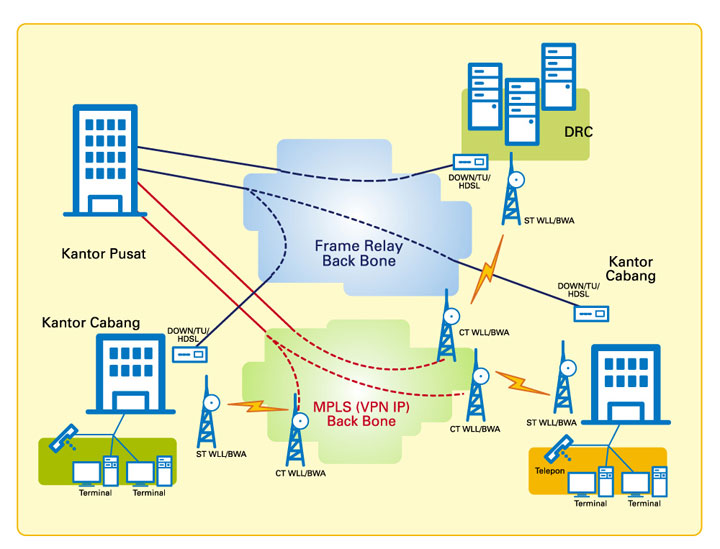 DRC
DOWN/TU/
HDSL
ST WLL/BWA
Kantor Pusat
Frame Relay
Back Bone
Kantor
Cabang
DOWN/TU/
HDSL
Kantor Cabang
DOWN/TU/
HDSL
CT WLL/BWA
MPLS (VPN IP)
Back Bone
CT WLL/BWA
ST WLL/BWA
ST WLL/BWA
CT WLL/BWA
Terminal
Terminal
Telepon
Terminal
Terminal